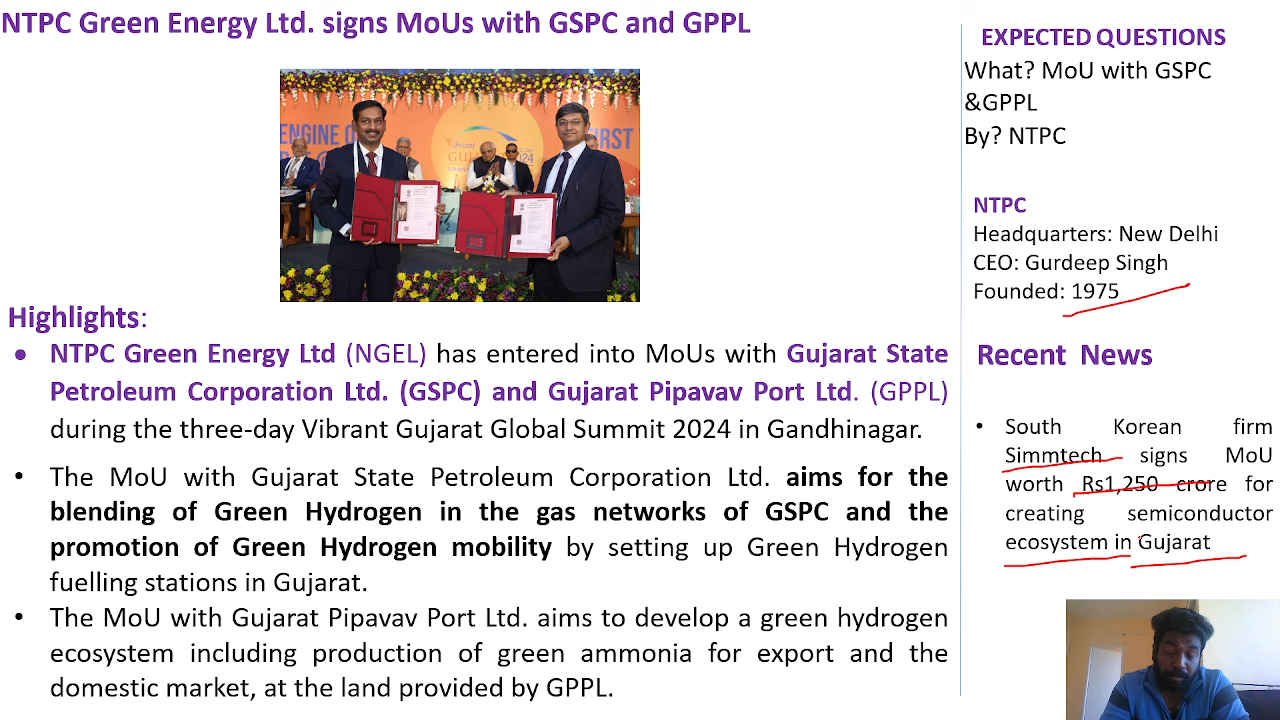 NTPC Green Energy Ltd. signs MoUs with GSPC and GPPL
ENGINE O
FIRST
Vibrant
GUJ
2024
Highlights:
• NTPC Green Energy Ltd (NGEL) has entered into MoUs with Gujarat State
Petroleum Corporation Ltd. (GSPC) and Gujarat Pipavav Port Ltd. (GPPL)
during the three-day Vibrant Gujarat Global Summit 2024 in Gandhinagar.
• The MoU with Gujarat State Petroleum Corporation Ltd. aims for the
blending of Green Hydrogen in the gas networks of GSPC and the
promotion of Green Hydrogen mobility by setting up Green Hydrogen
fuelling stations in Gujarat.
• The MoU with Gujarat Pipavav Port Ltd. aims to develop a green hydrogen
ecosystem including production of green ammonia for export and the
domestic market, at the land provided by GPPL.
EXPECTED QUESTIONS
What? MoU with GSPC
&GPPL
By? NTPC
NTPC
Headquarters: New Delhi
CEO: Gurdeep Singh
Founded: 1975
Recent News
• South Korean firm
Simmtech signs MoU
worth Rs1,250 crore for
creating semiconductor
ecosystem in Gujarat